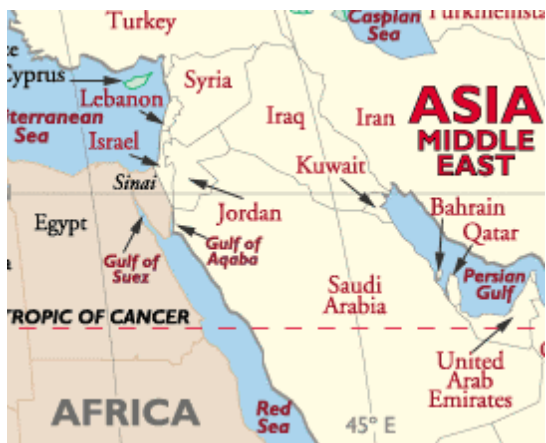 Turkey
Caspian
Sea
Turkmenista
Cyprus
Syria
Lebanon
terranean
Sea
Iraq
Iran
ASIA
MIDDLE
EAST
Israel
Kuwait
Sinai
Jordan
Bahrain
Qatar
Egypt
Gulf of
Aqaba
Gulf of
Suez
Saudi
Arabia
Persian
Gulf
TROPIC OF CANCER
United
Arab
Emirates
AFRICA
Red
Sea
45° E